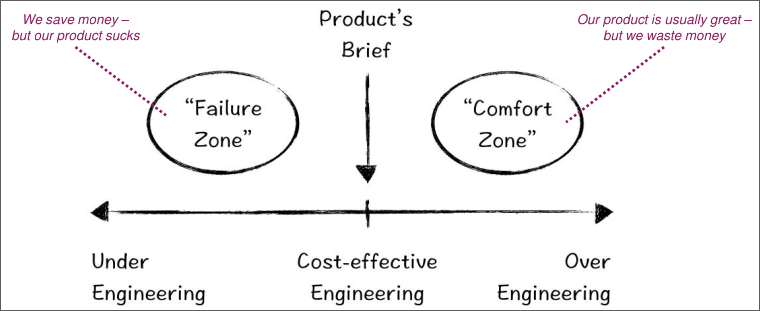 We save money –
but our product sucks
Product's
Brief
Our product is usually great –
but we waste money
“Failure
Zone”
“Comfort
Zone”
Under
Engineering
Cost-effective
Engineering
Over
Engineering